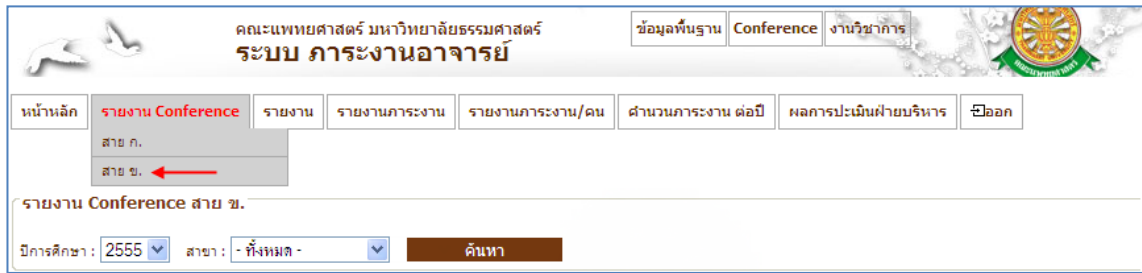 คณะแพทยศาสตร์ มหาวิทยาลัยธรรมศาสตร์
ระบบ ภาระงานอาจารย์
ข้อมูลพื้นฐาน Conference งานวิชาการ
หน้าหลัก รายงาน Conference รายงาน รายงานภาระงาน รายงานภาระงาน/คน คำนวนภาระงาน ต่อปี ผลการประเมินฝ่ายบริหาร ออก
สาย ก.
สาย ข.
รายงาน Conference สาย ข.
ปีการศึกษา : 2555 สาขา : - ทั้งหมด - ค้นหา